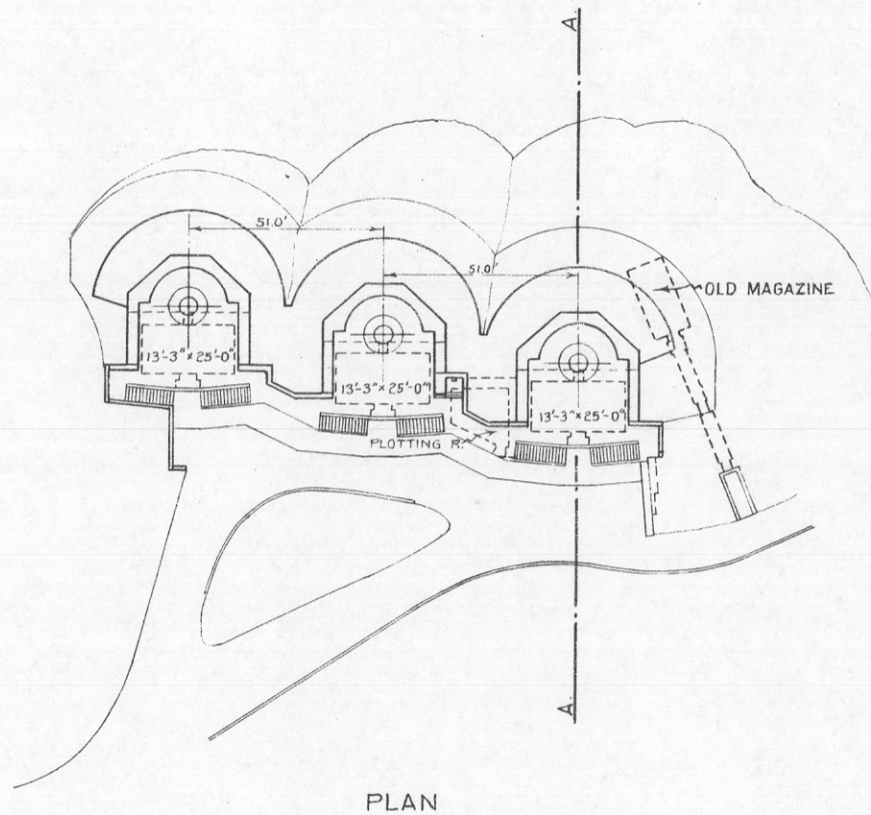 A.
51.0'
51.0'
OLD MAGAZINE
13'-3" × 25'-0"
13'-3" × 25'-0"
13'-3" × 25'-0"
PLOTTING R.
A.
PLAN